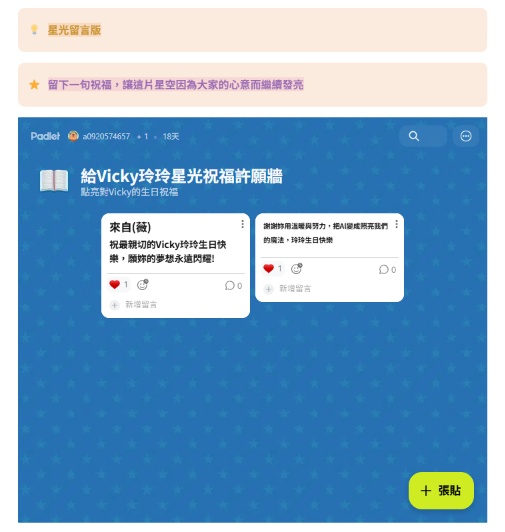 星光留言版
留下一句祝福，讓這片星空因為大家的心意而繼續發亮
Padlet a0920574657 + 1 18天
給Vicky玲玲星光祝福許願牆
點亮對Vicky的生日祝福
來自(薇)
祝最親切的Vicky玲玲生日快
樂，願妳的夢想永遠閃耀!
1 0
新增留言
謝謝妳用溫暖與努力，把AI變成照亮我們
的魔法，玲玲生日快樂
1 0
新增留言
+ 張貼